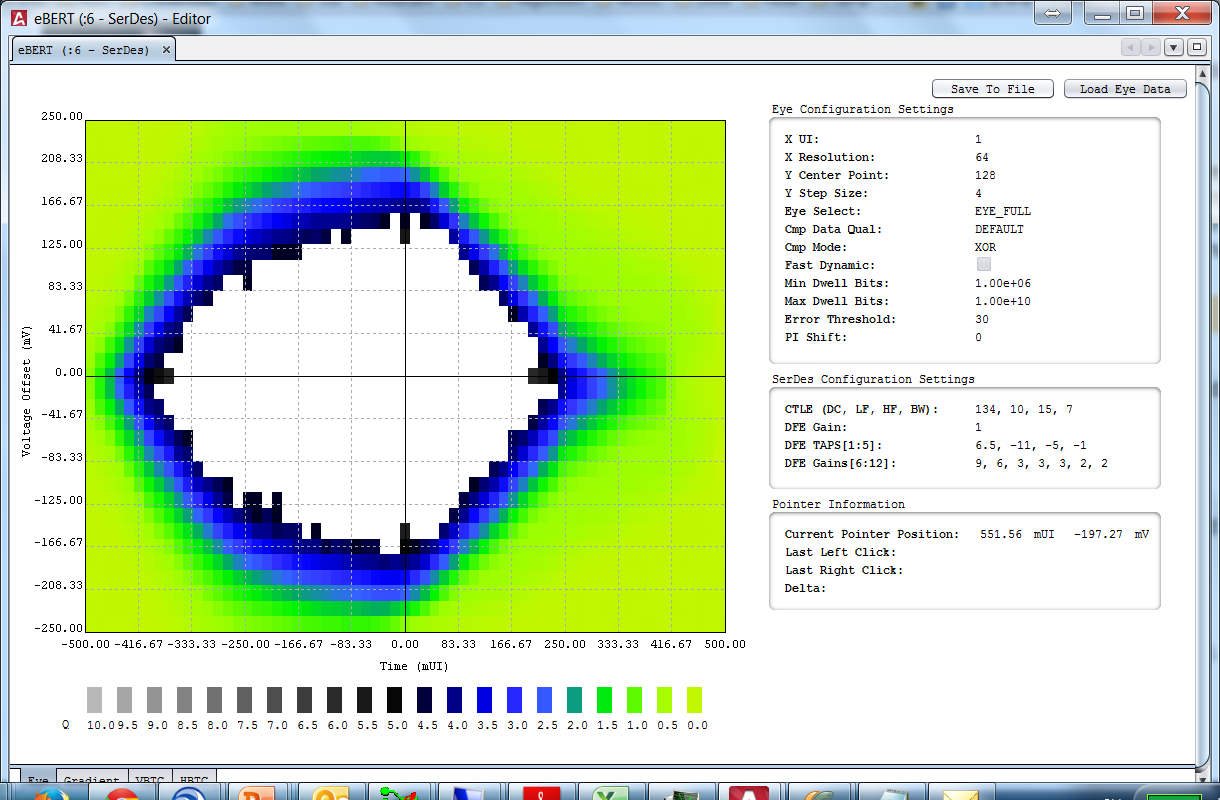 eBERT (:6 - SerDes) - Editor
eBERT (:6 - SerDes)
Save To File
Load Eye Data
Eye Configuration Settings
X UI: 1
X Resolution: 64
Y Center Point: 128
Y Step Size: 4
Eye Select: EYE_FULL
Cmp Data Qual: DEFAULT
Cmp Mode: XOR
Fast Dynamic:
Min Dwell Bits: 1.00e+06
Max Dwell Bits: 1.00e+10
Error Threshold: 30
PI Shift: 0
SerDes Configuration Settings
CTLE (DC, LF, HF, BW): 134, 10, 15, 7
DFE Gain: 1
DFE TAPS[1:5]: 6.5, -11, -5, -1
DFE Gains[6:12]: 9, 6, 3, 3, 3, 2, 2
Pointer Information
Current Pointer Position: 551.56 mUI -197.27 mV
Last Left Click:
Last Right Click:
Delta:
Voltage Offset (mV)
250.00
208.33
166.67
125.00
83.33
41.67
0.00
-41.67
-83.33
-125.00
-166.67
-208.33
-250.00
-500.00 -416.67 -333.33 -250.00 -166.67 -83.33 0.00 83.33 166.67 250.00 333.33 416.67 500.00
Time (mUI)
Q 10.0 9.5 9.0 8.5 8.0 7.5 7.0 6.5 6.0 5.5 5.0 4.5 4.0 3.5 3.0 2.5 2.0 1.5 1.0 0.5 0.0
Eye Gradient VBTC HBTC